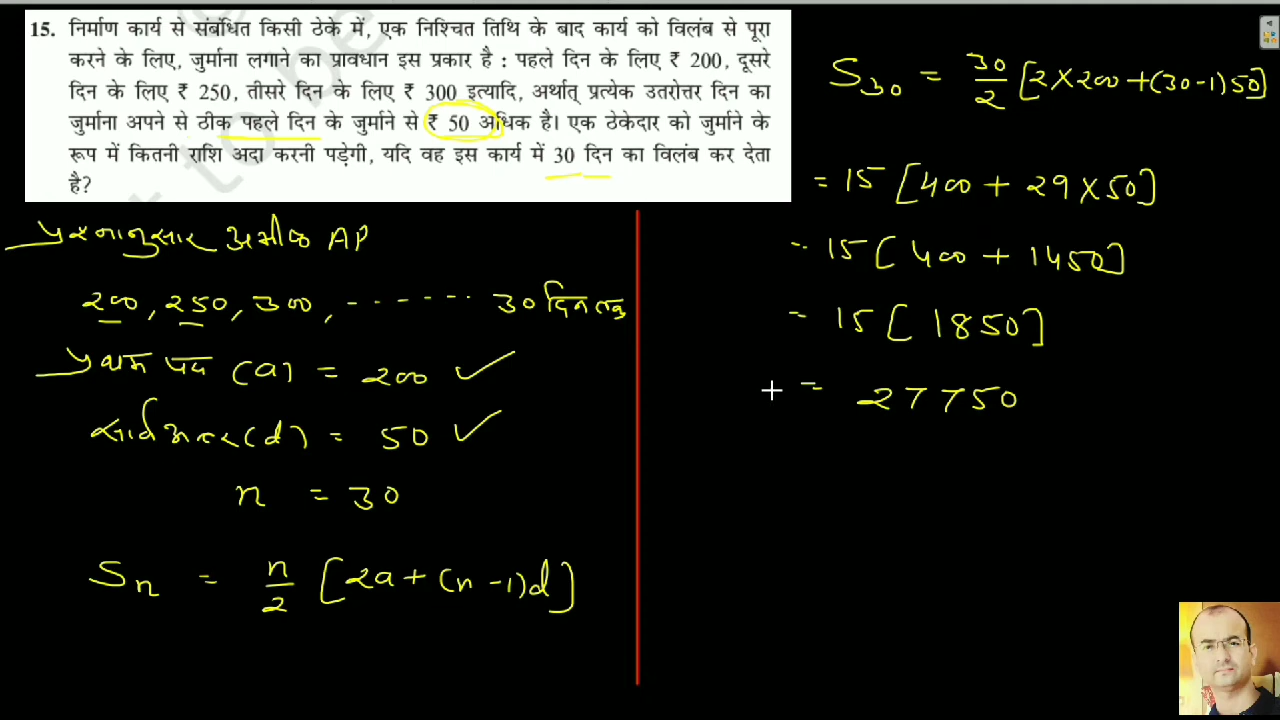 15. निर्माण कार्य से संबंधित किसी ठेके में, एक निश्चित तिथि के बाद कार्य को विलंब से पूरा
करने के लिए, जुर्माना लगाने का प्रावधान इस प्रकार है : पहले दिन के लिए ₹ 200, दूसरे
दिन के लिए ₹ 250, तीसरे दिन के लिए ₹ 300 इत्यादि, अर्थात् प्रत्येक उतरोत्तर दिन का
जुर्माना अपने से ठीक पहले दिन के जुर्माने से ₹ 50 अधिक है। एक ठेकेदार को जुर्माने के
रूप में कितनी राशि अदा करनी पड़ेगी, यदि वह इस कार्य में 30 दिन का विलंब कर देता
है?
प्रश्नानुसार अभीष्ट AP
200, 250, 300, ....... 30 दिन तक
प्रथम पद (a) = 200 ✓
सार्व अन्तर (d) = 50 ✓
n = 30
Sn = n/2 [2a + (n-1)d]
S30 = 30/2 [2×200+(30-1)50]
= 15 [400 + 29×50]
= 15 [400 + 1450]
= 15 [1850]
= 27750